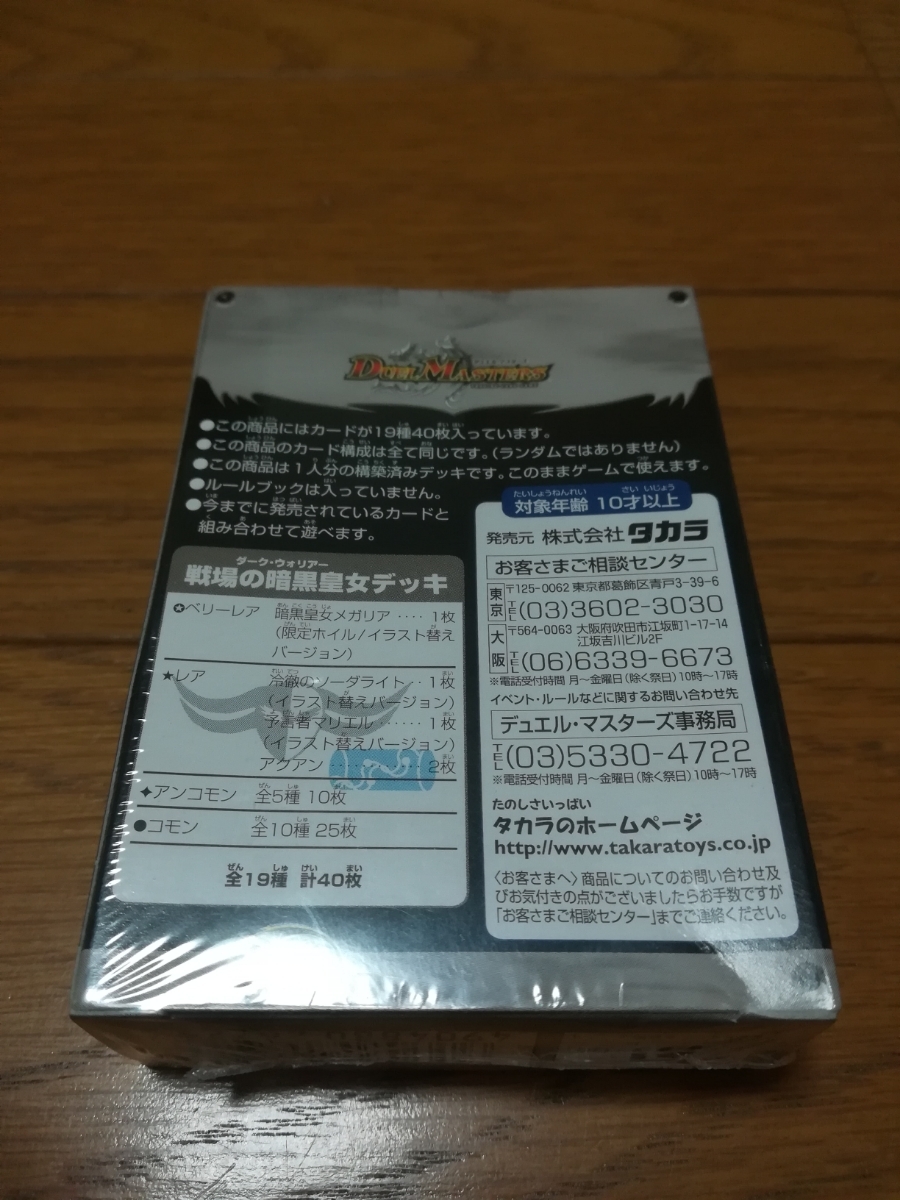 DUEL MASTERS
●この商品にはカードが19種40枚入っています。
●この商品のカード構成は全て同じです。(ランダムではありません)
●この商品は1人分の構築済みデッキです。このままゲームで使えます。
●ルールブックは入っていません。
●今までに発売されているカードと
組み合わせて遊べます。
ダーク・ウォリアー
戦場の暗黒皇女デッキ
✪ベリーレア 暗黒皇女メガリア ‥‥ 1枚
(限定ホイル/イラスト替え
バージョン)
★レア 冷徹のソーダライト ‥ 1枚
(イラスト替えバージョン)
予言者マリエル ‥‥‥ 1枚
(イラスト替えバージョン)
アクアン ‥‥‥‥‥ 2枚
✦アンコモン 全5種 10枚
●コモン 全10種 25枚
全19種 計40枚
たいしょうねんれい さい いじょう
対象年齢 10才以上
発売元 株式会社 タカラ
お客さまご相談センター
東京 〒125-0062 東京都葛飾区青戸3-39-6
TEL (03)3602-3030
大阪 〒564-0063 大阪府吹田市江坂町1-17-14
江坂吉川ビル2F
TEL (06)6339-6673
※電話受付時間 月〜金曜日(除く祭日)10時〜17時
イベント・ルールなどに関するお問い合わせ先
デュエル・マスターズ事務局
TEL (03)5330-4722
※電話受付時間 月〜金曜日(除く祭日)10時〜17時
たのしさいっぱい
タカラのホームページ
http://www.takaratoys.co.jp
〈お客さまへ〉商品についてのお問い合わせ及
びお気付きの点がございましたらお手数ですが
「お客さまご相談センター」までご連絡ください。